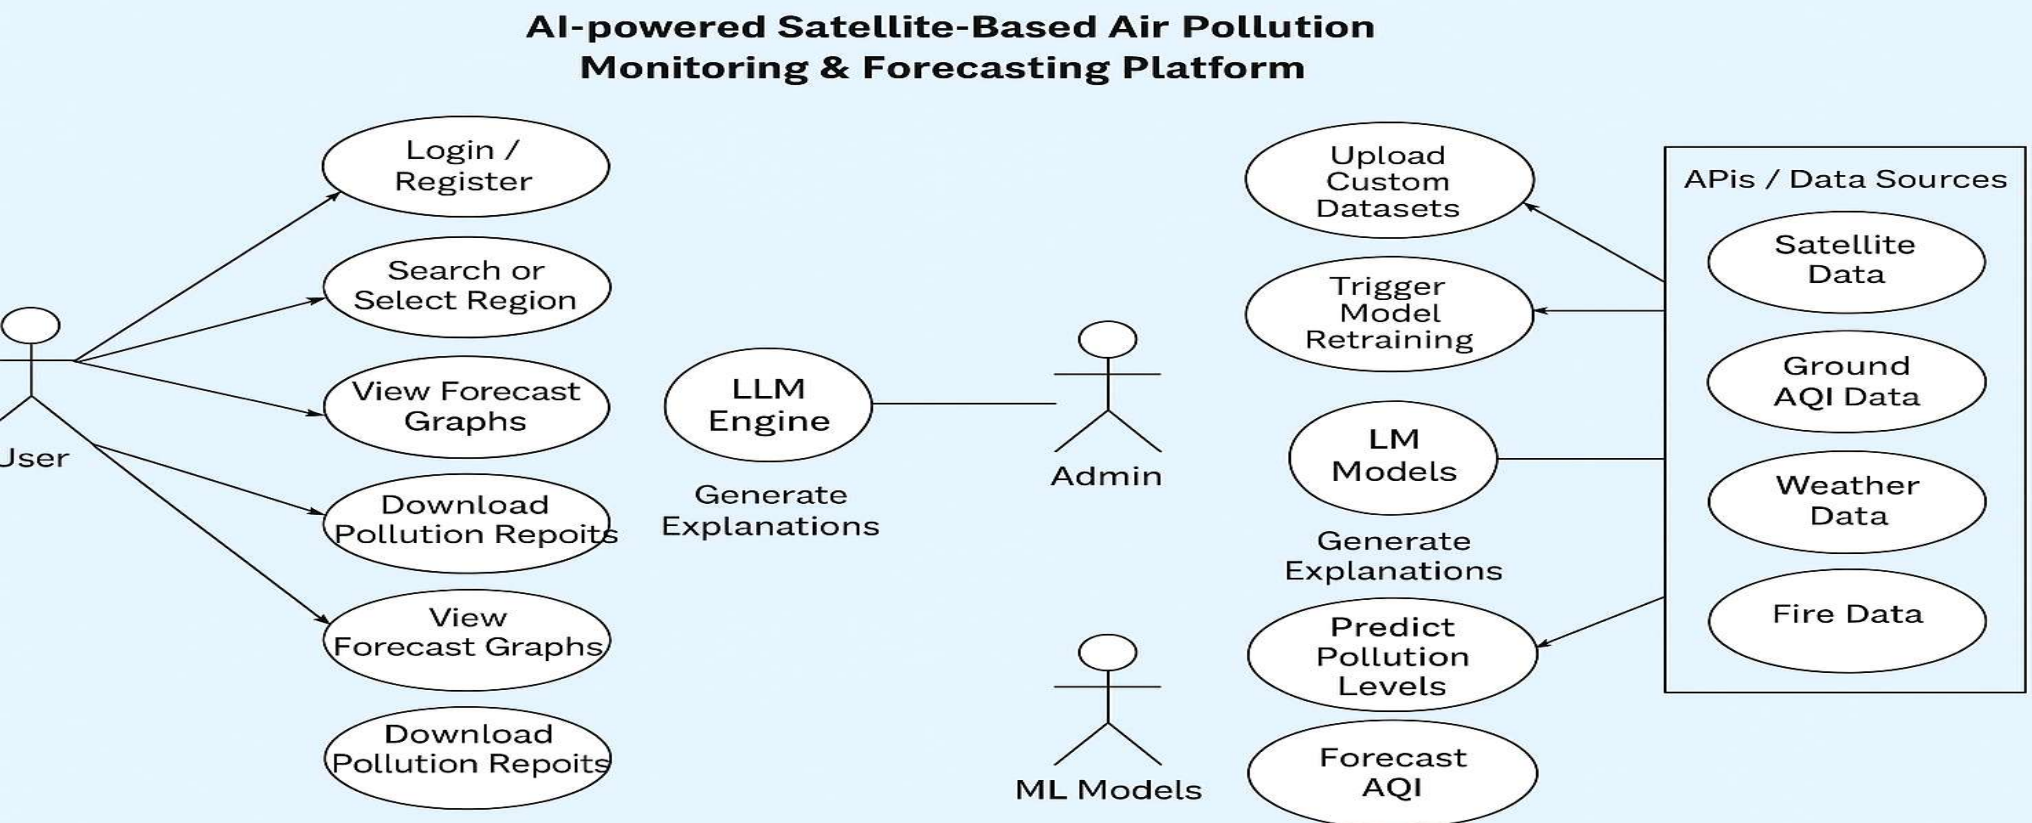 AI-powered Satellite-Based Air Pollution
Monitoring & Forecasting Platform
Login /
Register
Search or
Select Region
View Forecast
Graphs
Download
Pollution Repoits
View
Forecast Graphs
Download
Pollution Repoits
User
LLM
Engine
Generate
Explanations
Admin
ML Models
Upload
Custom
Datasets
Trigger
Model
Retraining
LM
Models
Generate
Explanations
Predict
Pollution
Levels
Forecast
AQI
APis / Data Sources
Satellite
Data
Ground
AQI Data
Weather
Data
Fire Data